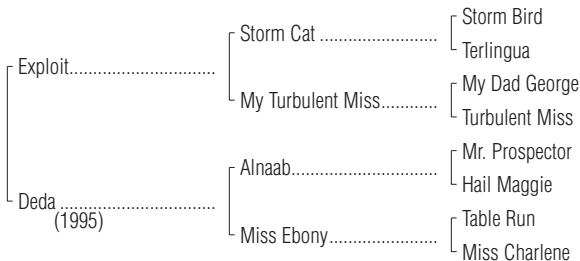 Storm Bird
Storm Cat ........................
Terlingua
Exploit.............................
My Dad George
My Turbulent Miss............
Turbulent Miss
Mr. Prospector
Alnaab..............................
Hail Maggie
Deda ...............................
(1995)
Table Run
Miss Ebony......................
Miss Charlene